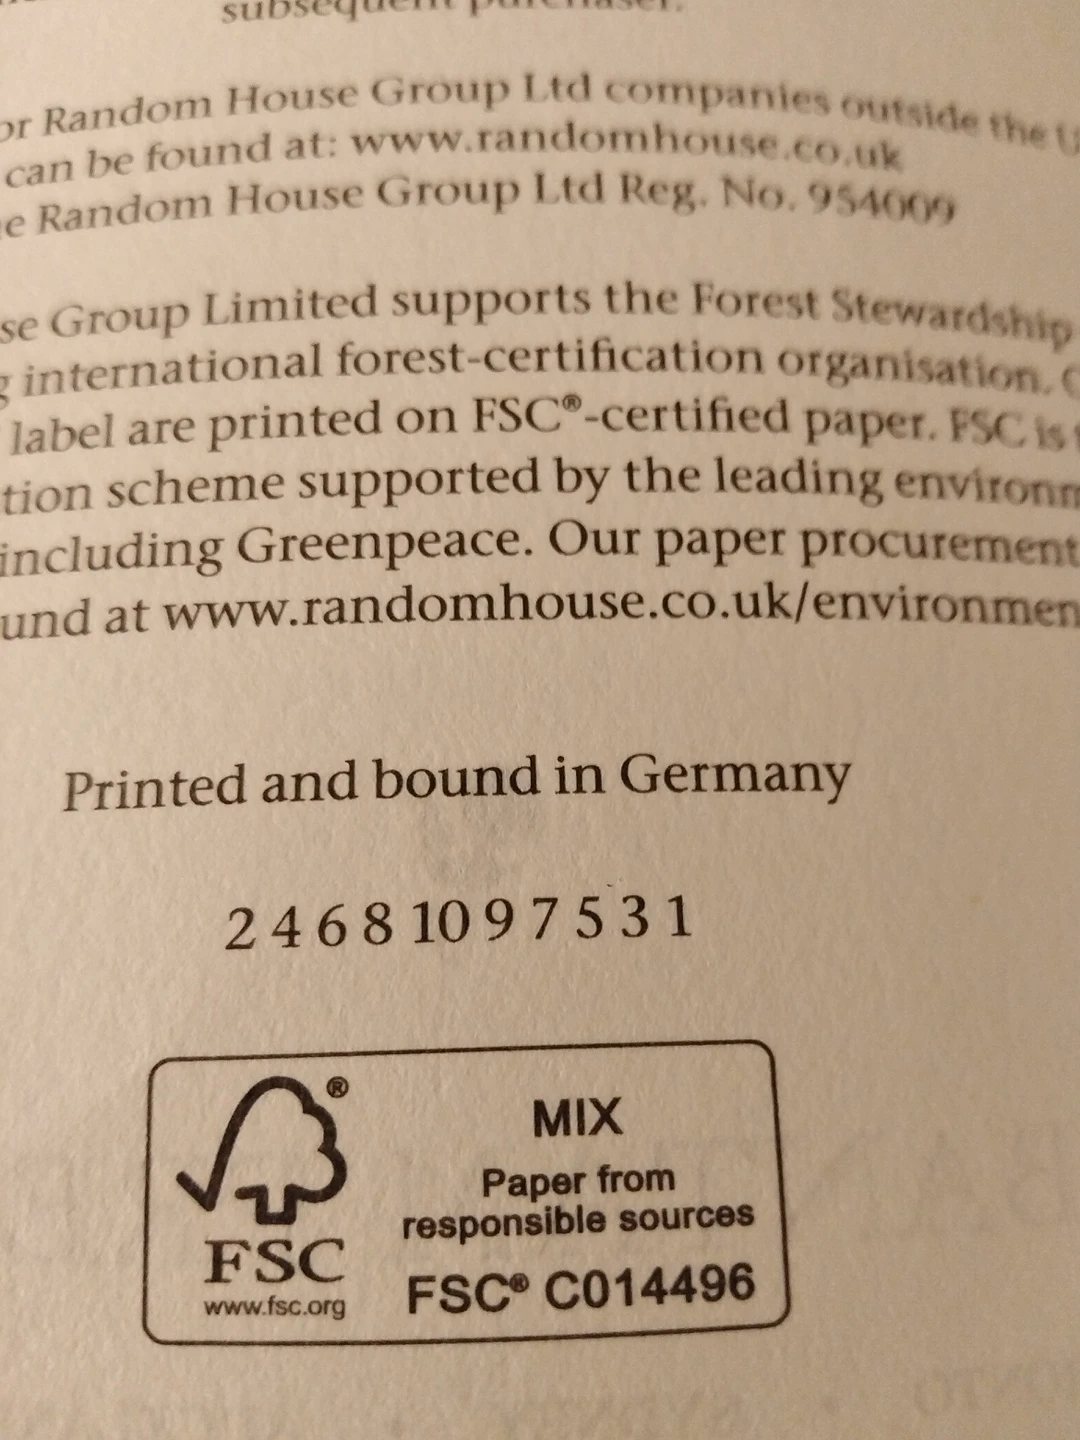 subsequent purchaser.
or Random House Group Ltd companies outside the
can be found at: www.randomhouse.co.uk
e Random House Group Ltd Reg. No. 954009
se Group Limited supports the Forest Stewardship
g international forest-certification organisation.
label are printed on FSC®-certified paper. FSC is
tion scheme supported by the leading environm
including Greenpeace. Our paper procurement
und at www.randomhouse.co.uk/environmen
Printed and bound in Germany
2 4 6 8 10 9 7 5 3 1
®
MIX
Paper from
responsible sources
FSC
www.fsc.org
FSC® C014496